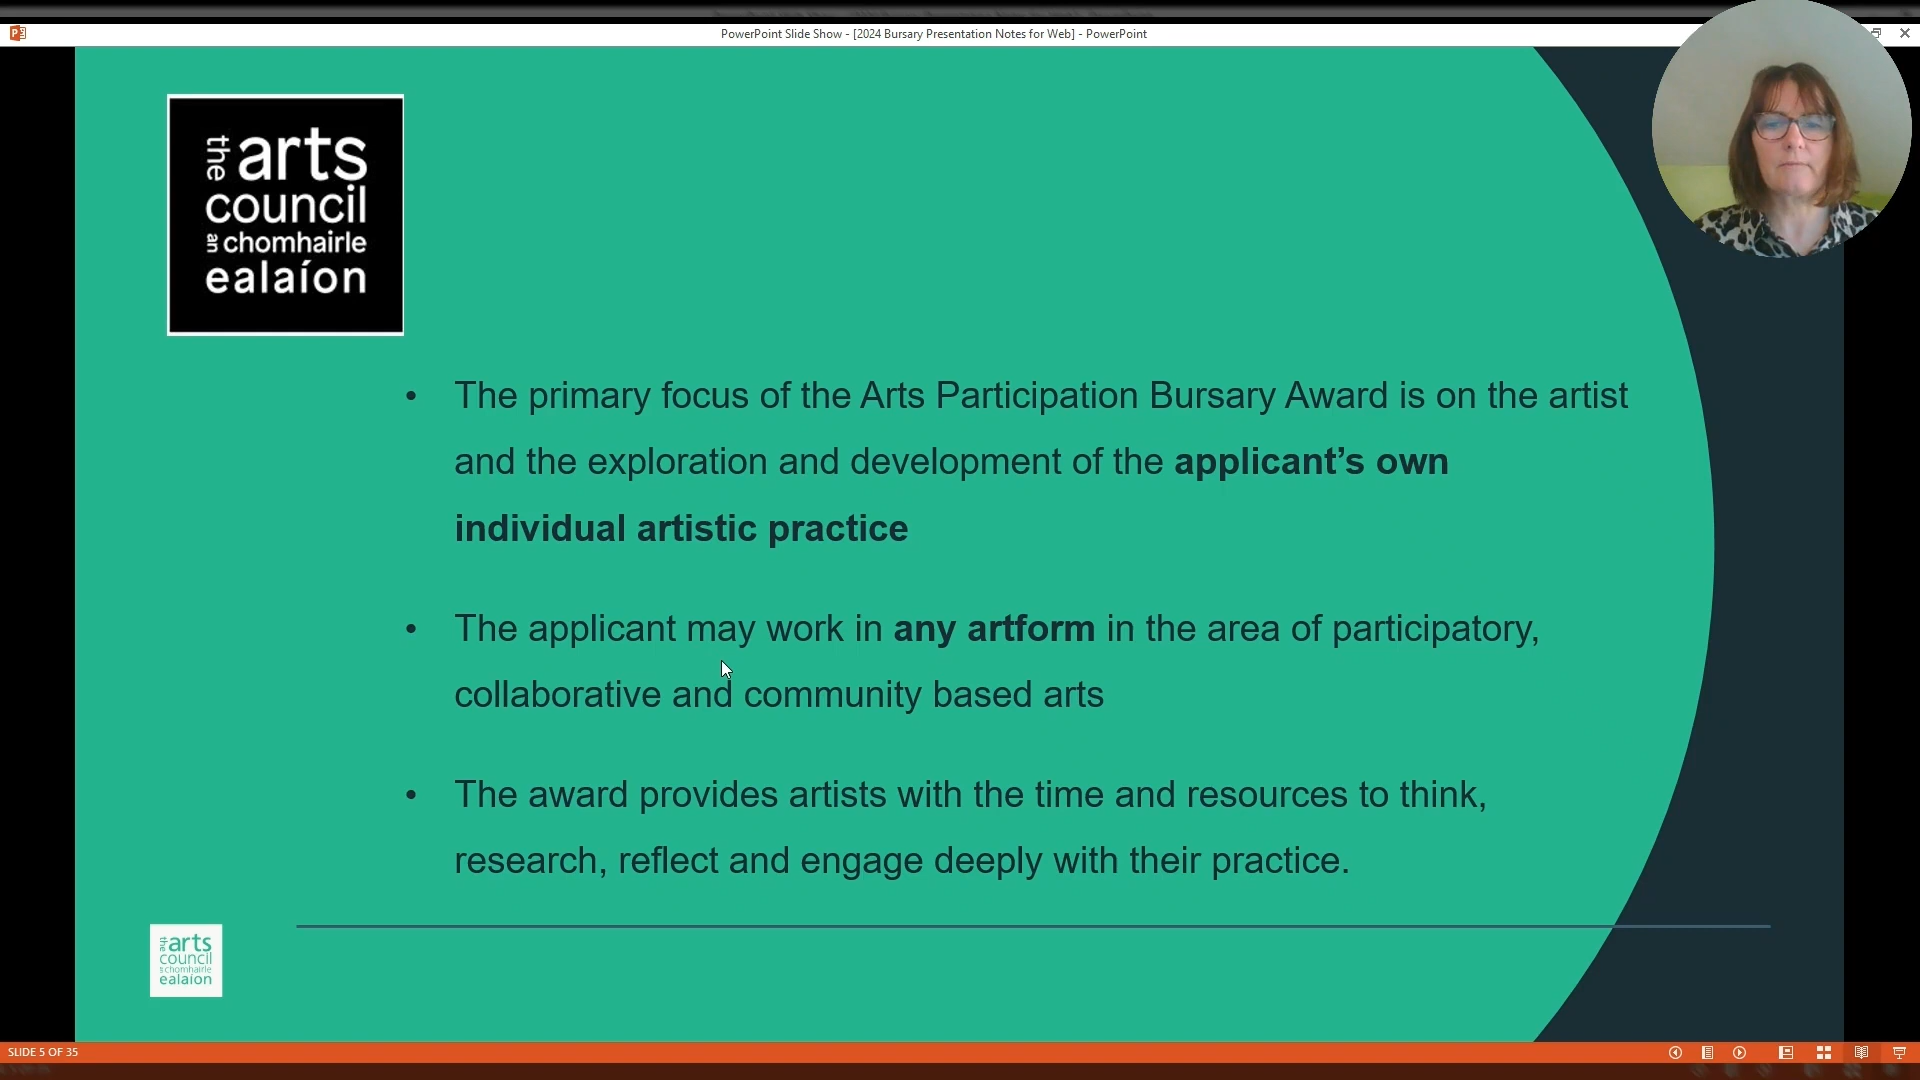 PowerPoint Slide Show - [2024 Bursary Presentation Notes for Web] - PowerPoint
the arts
council
an chomhairle
ealaíon
• The primary focus of the Arts Participation Bursary Award is on the artist
and the exploration and development of the applicant’s own
individual artistic practice
• The applicant may work in any artform in the area of participatory,
collaborative and community based arts
• The award provides artists with the time and resources to think,
research, reflect and engage deeply with their practice.
the arts
council
an chomhairle
ealaíon
SLIDE 5 OF 35